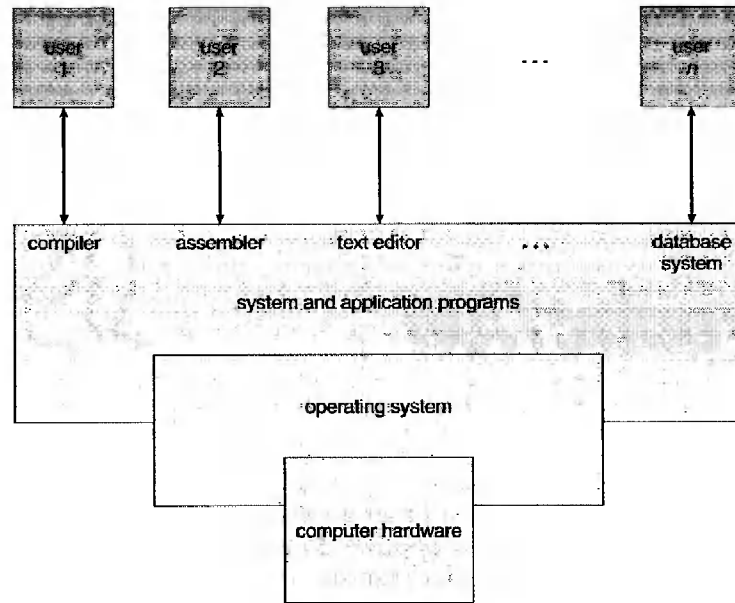 user 1
user 2
user 3
...
user n
compiler
assembler
text editor
...
database system
system and application programs
operating system
computer hardware